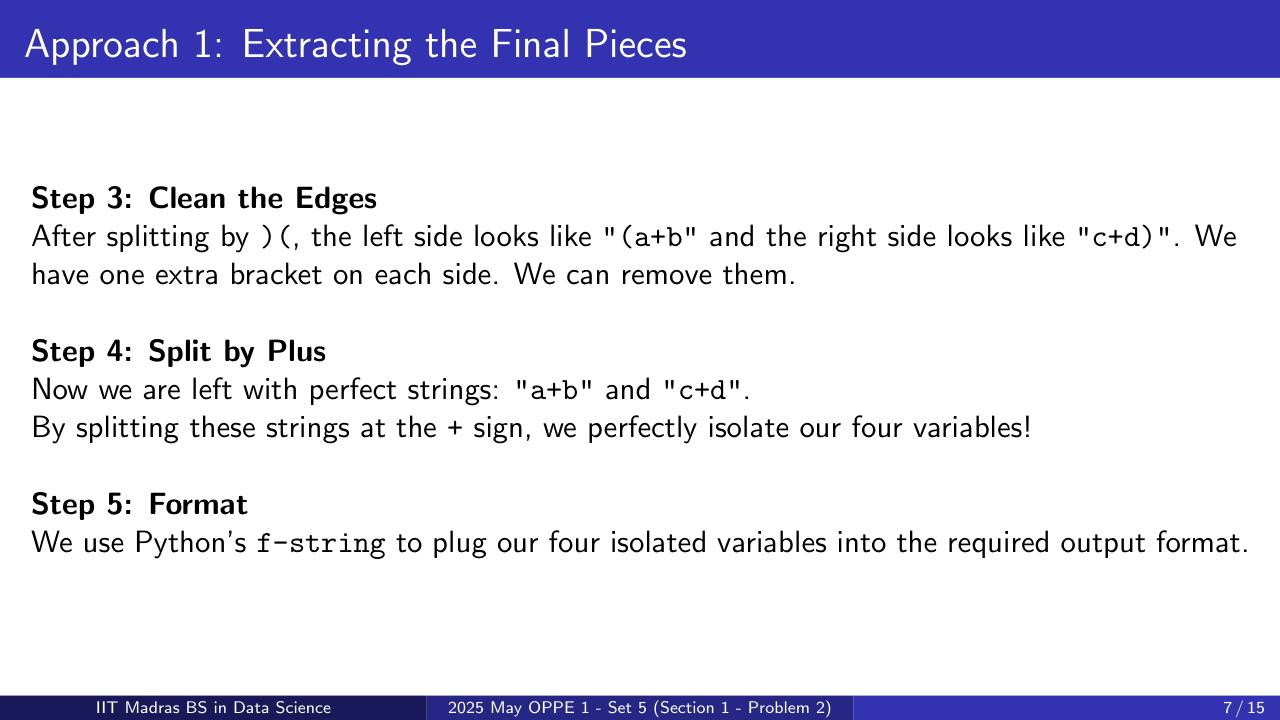 Approach 1: Extracting the Final Pieces
Step 3: Clean the Edges
After splitting by )(, the left side looks like "(a+b" and the right side looks like "c+d)". We
have one extra bracket on each side. We can remove them.
Step 4: Split by Plus
Now we are left with perfect strings: "a+b" and "c+d".
By splitting these strings at the + sign, we perfectly isolate our four variables!
Step 5: Format
We use Python's f-string to plug our four isolated variables into the required output format.
IIT Madras BS in Data Science
2025 May OPPE 1 - Set 5 (Section 1 - Problem 2)
7 / 15